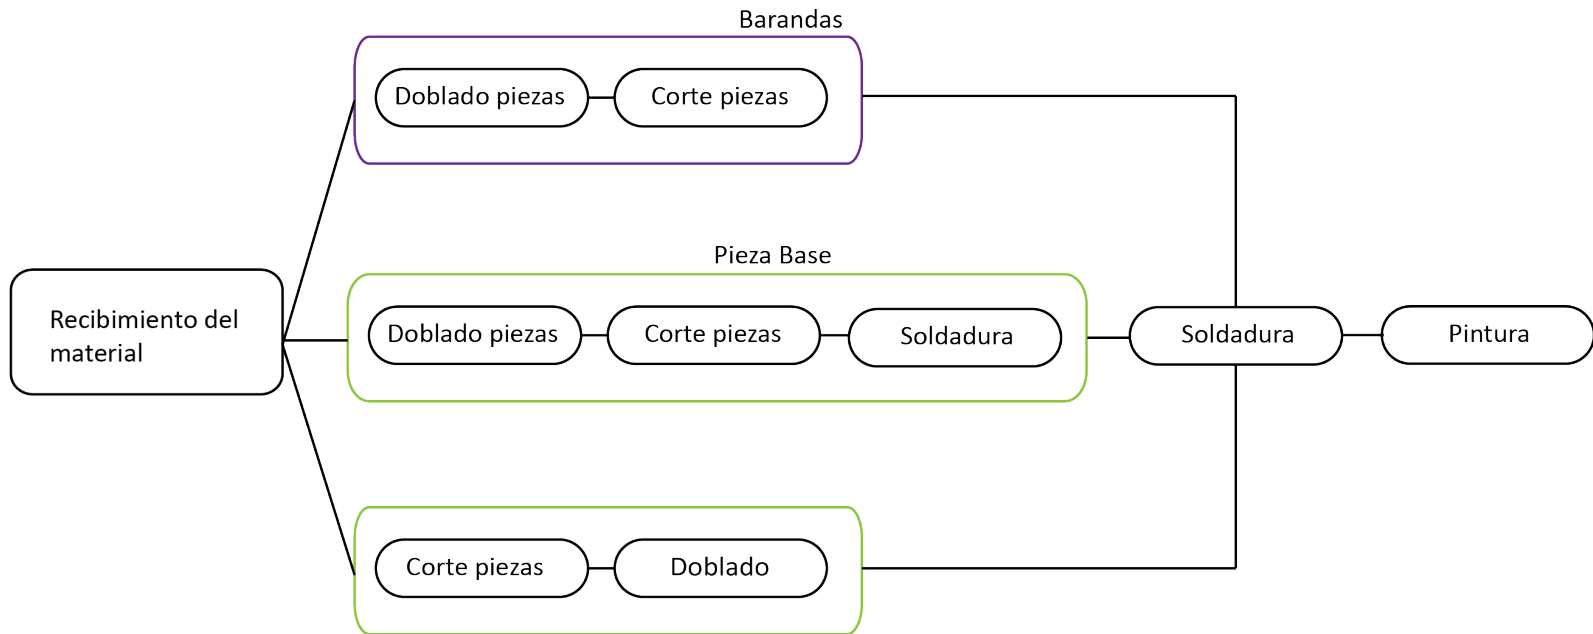 Barandas
Doblado piezas
Corte piezas
Pieza Base
Recibimiento del
material
Doblado piezas
Corte piezas
Soldadura
Soldadura
Pintura
Corte piezas
Doblado